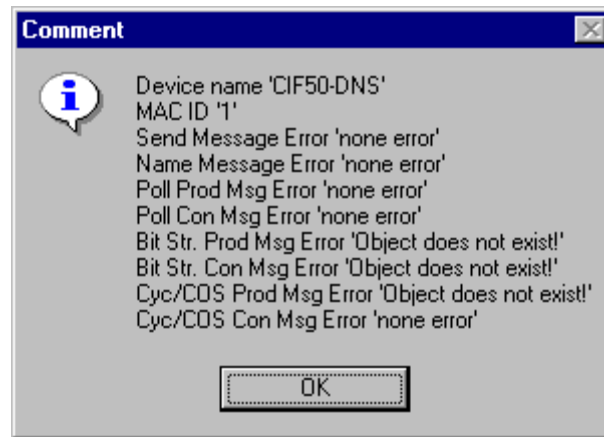 Comment
Device name 'CIF50-DNS'
MAC ID '1'
Send Message Error 'none error'
Name Message Error 'none error'
Poll Prod Msg Error 'none error'
Poll Con Msg Error 'none error'
Bit Str. Prod Msg Error 'Object does not exist!'
Bit Str. Con Msg Error 'Object does not exist!'
Cyc/COS Prod Msg Error 'Object does not exist!'
Cyc/COS Con Msg Error 'none error'
OK